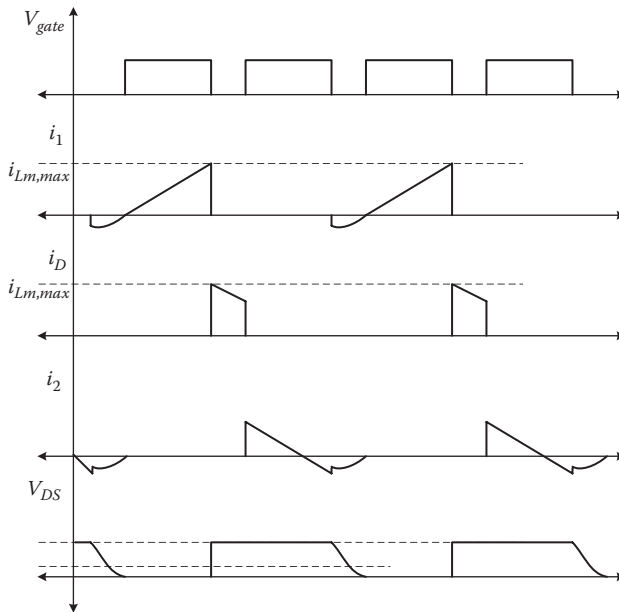 V_gate
i_1
i_Lm,max
i_D
i_Lm,max
i_2
V_DS